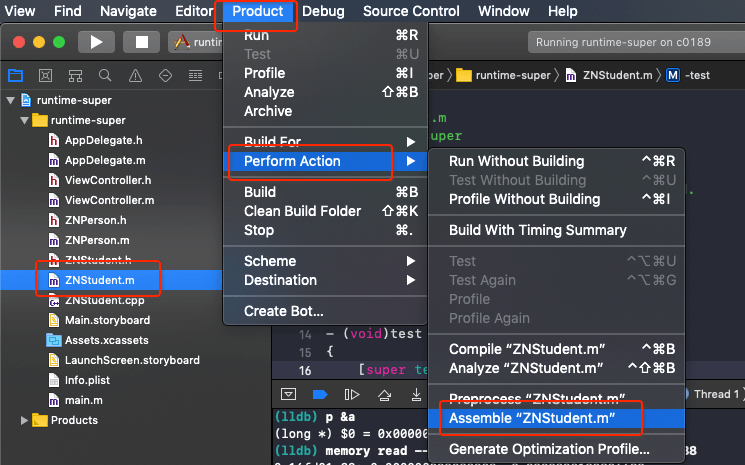 View Find Navigate Editor Product Debug Source Control Window Help
Running runtime-super on c0189
runtime-super
runtime-super
AppDelegate.h
AppDelegate.m
ViewController.h
ViewController.m
ZNPerson.h
ZNPerson.m
ZNStudent.h
ZNStudent.m
ZNStudent.cpp
Main.storyboard
Assets.xcassets
LaunchScreen.storyboard
Info.plist
main.m
Products
Run ⌘R
Test ⌘U
Profile ⌘I
Analyze ⇧⌘B
Archive
Build For
Perform Action
Build ⌘B
Clean Build Folder ⇧⌘K
Stop ⌘.
Scheme
Destination
Create Bot...
runtime-super
ZNStudent.m
M -test
Run Without Building ^⌘R
Test Without Building ^⌘U
Profile Without Building ^⌘I
Build With Timing Summary
Test ^⌥⌘U
Test Again ^⌥⌘G
Profile
Profile Again
Compile “ZNStudent.m” ^⌘B
Analyze “ZNStudent.m” ^⇧⌘B
Preprocess “ZNStudent.m”
Assemble “ZNStudent.m”
Generate Optimization Profile...
14 - (void)test
15 {
16 [super te
Thread 1
(lldb) p &a
(long *) $0 = 0x00000
(lldb) memory read --